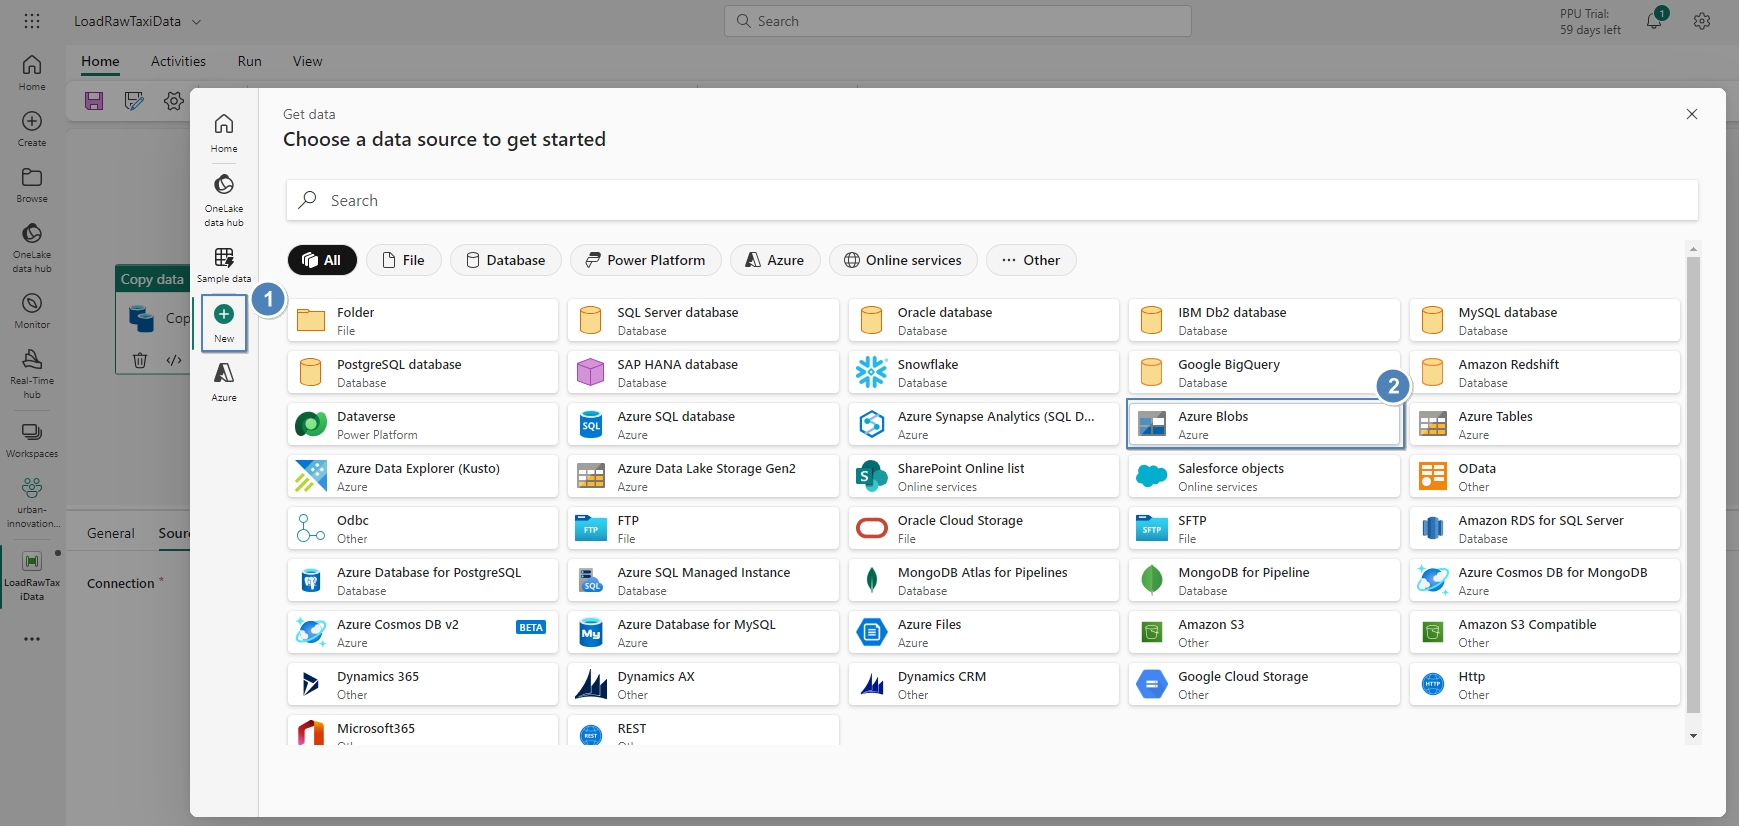 LoadRawTaxiData
Search
PPU Trial:
59 days left
1
Home
Activities
Run
View
Home
Create
Browse
OneLake
data hub
Monitor
Real-Time
hub
Workspaces
urban-
innovation...
LoadRawTax
iData
Copy data
Cop
General
Sour
Connection *
Home
OneLake
data hub
Sample data
New
Azure
1
Get data
Choose a data source to get started
Search
All
File
Database
Power Platform
Azure
Online services
Other
Folder
File
SQL Server database
Database
Oracle database
Database
IBM Db2 database
Database
MySQL database
Database
PostgreSQL database
Database
SAP HANA database
Database
Snowflake
Database
Google BigQuery
Database
2
Amazon Redshift
Database
Dataverse
Power Platform
SQL
Azure SQL database
Azure
Azure Synapse Analytics (SQL D...
Azure
Azure Blobs
Azure
Azure Tables
Azure
Azure Data Explorer (Kusto)
Azure
Azure Data Lake Storage Gen2
Azure
S
SharePoint Online list
Online services
Salesforce objects
Online services
OData
Other
Odbc
Other
FTP
FTP
File
Oracle Cloud Storage
File
SFTP
SFTP
File
Amazon RDS for SQL Server
Database
Azure Database for PostgreSQL
Database
SQL
Azure SQL Managed Instance
Database
MongoDB Atlas for Pipelines
Database
MongoDB for Pipeline
Database
Azure Cosmos DB for MongoDB
Azure
Azure Cosmos DB v2
Azure
BETA
My
Azure Database for MySQL
Azure
Azure Files
Azure
Amazon S3
Other
Amazon S3 Compatible
Other
Dynamics 365
Other
Dynamics AX
Other
Dynamics CRM
Other
Google Cloud Storage
Other
HTTP
Http
Other
Microsoft365
REST
REST